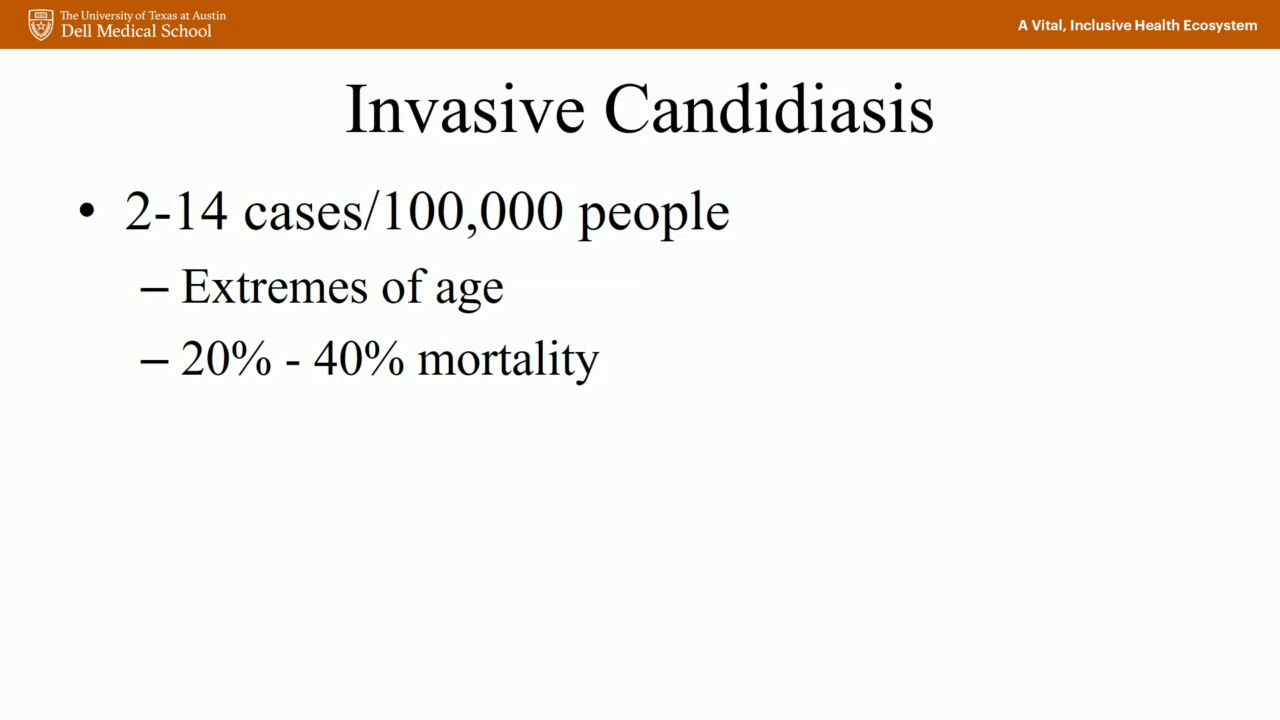 The University of Texas at Austin
Dell Medical School
A Vital, Inclusive Health Ecosystem
Invasive Candidiasis
• 2-14 cases/100,000 people
– Extremes of age
– 20% - 40% mortality